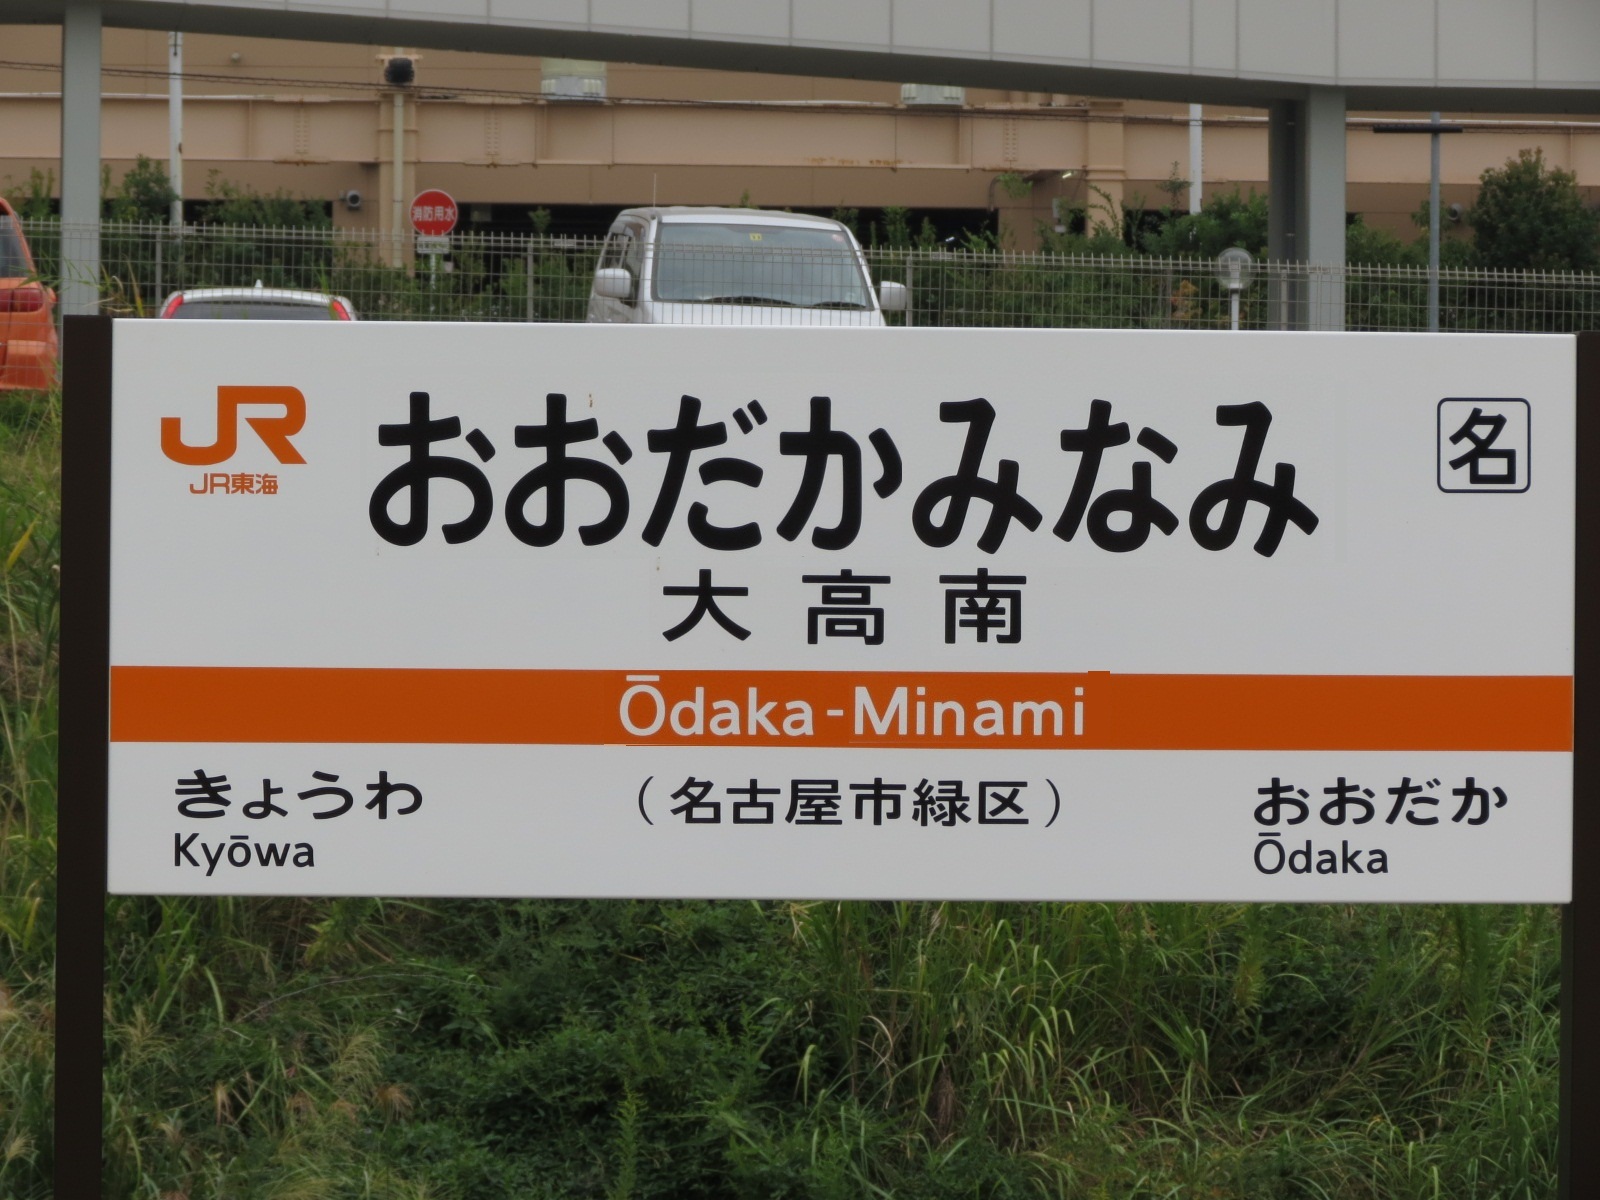 消防用水
JR東海
名
おおだかみなみ
大高南
Ōdaka-Minami
きょうわ
Kyōwa
(名古屋市緑区)
おおだか
Ōdaka